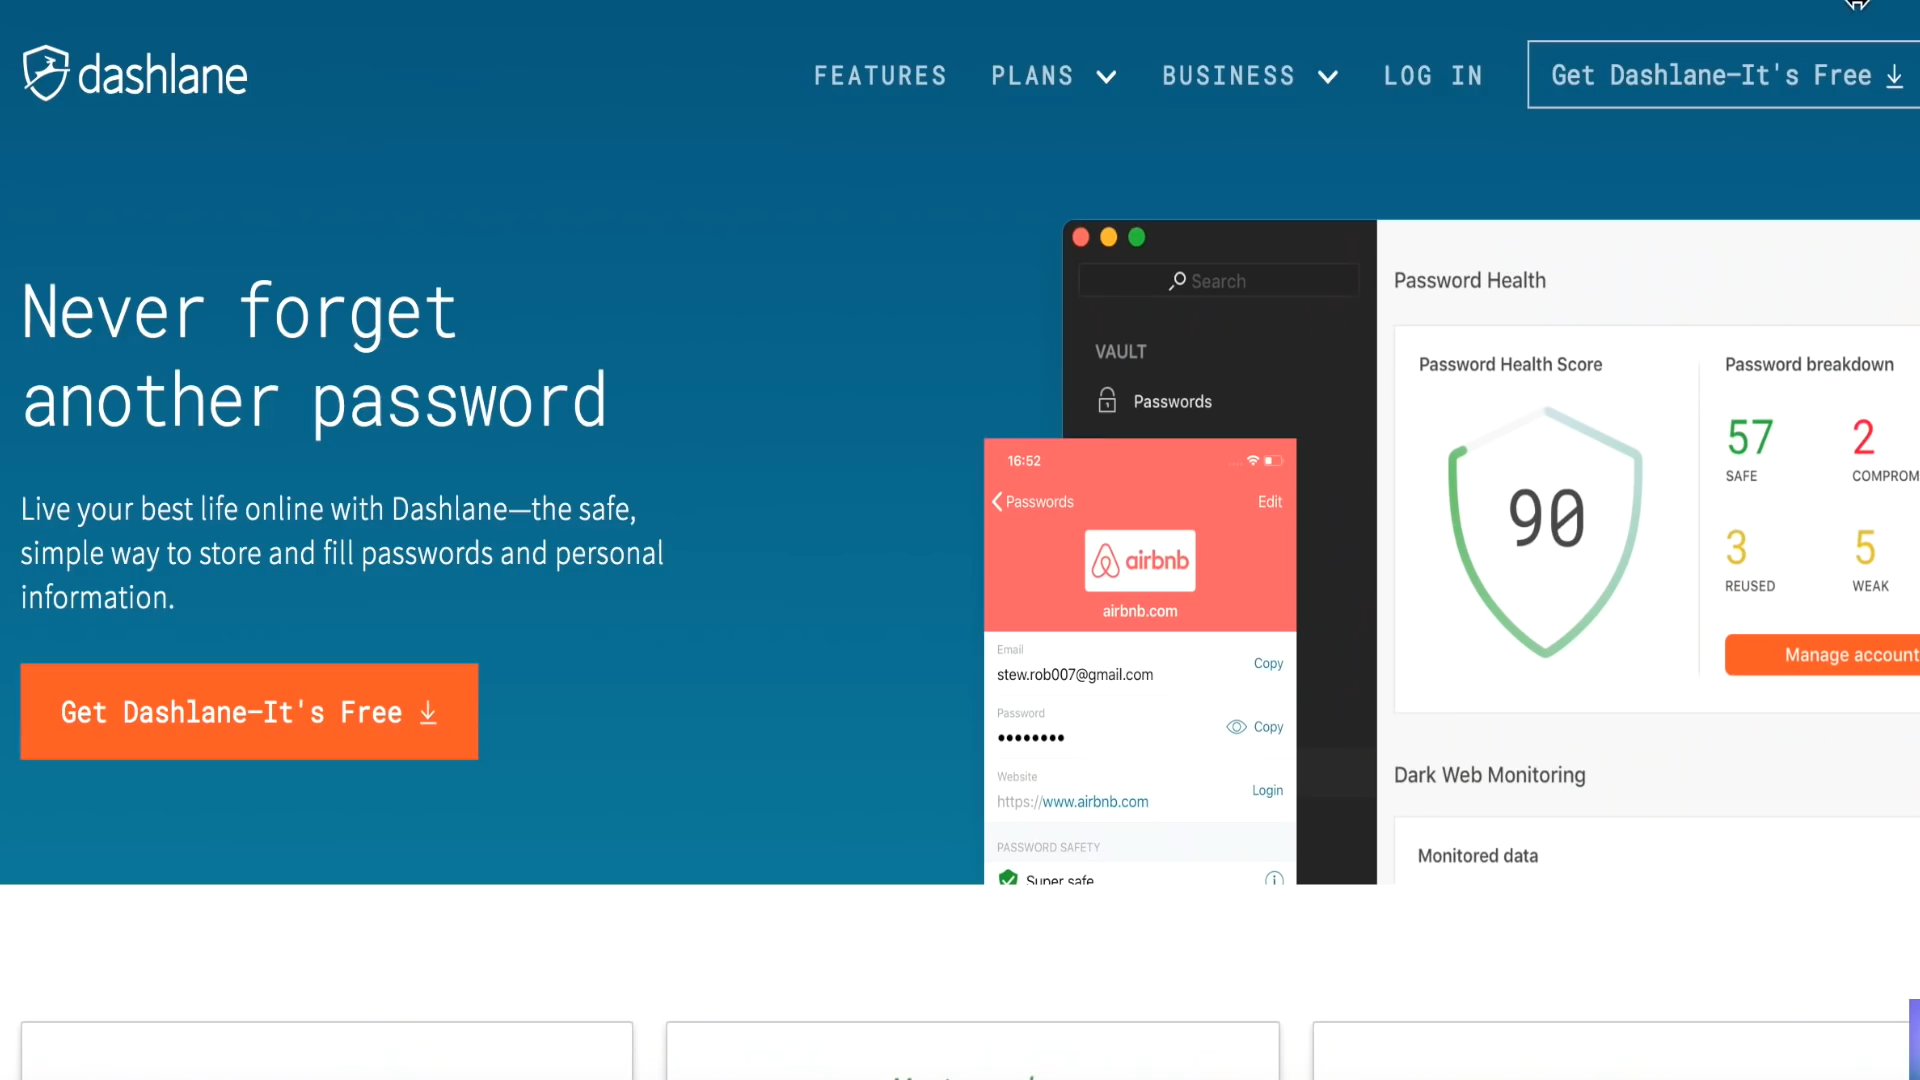 dashlane
FEATURES
PLANS
BUSINESS
LOG IN
Get Dashlane—It's Free
Never forget
another password
Live your best life online with Dashlane—the safe,
simple way to store and fill passwords and personal
information.
Get Dashlane—It's Free
Search
VAULT
Passwords
16:52
Passwords
Edit
airbnb
airbnb.com
Email
stew.rob007@gmail.com
Copy
Password
••••••••
Copy
Website
https://www.airbnb.com
Login
PASSWORD SAFETY
Super safe
Password Health
Password Health Score
90
Password breakdown
57
SAFE
2
COMPROM
3
REUSED
5
WEAK
Manage account
Dark Web Monitoring
Monitored data